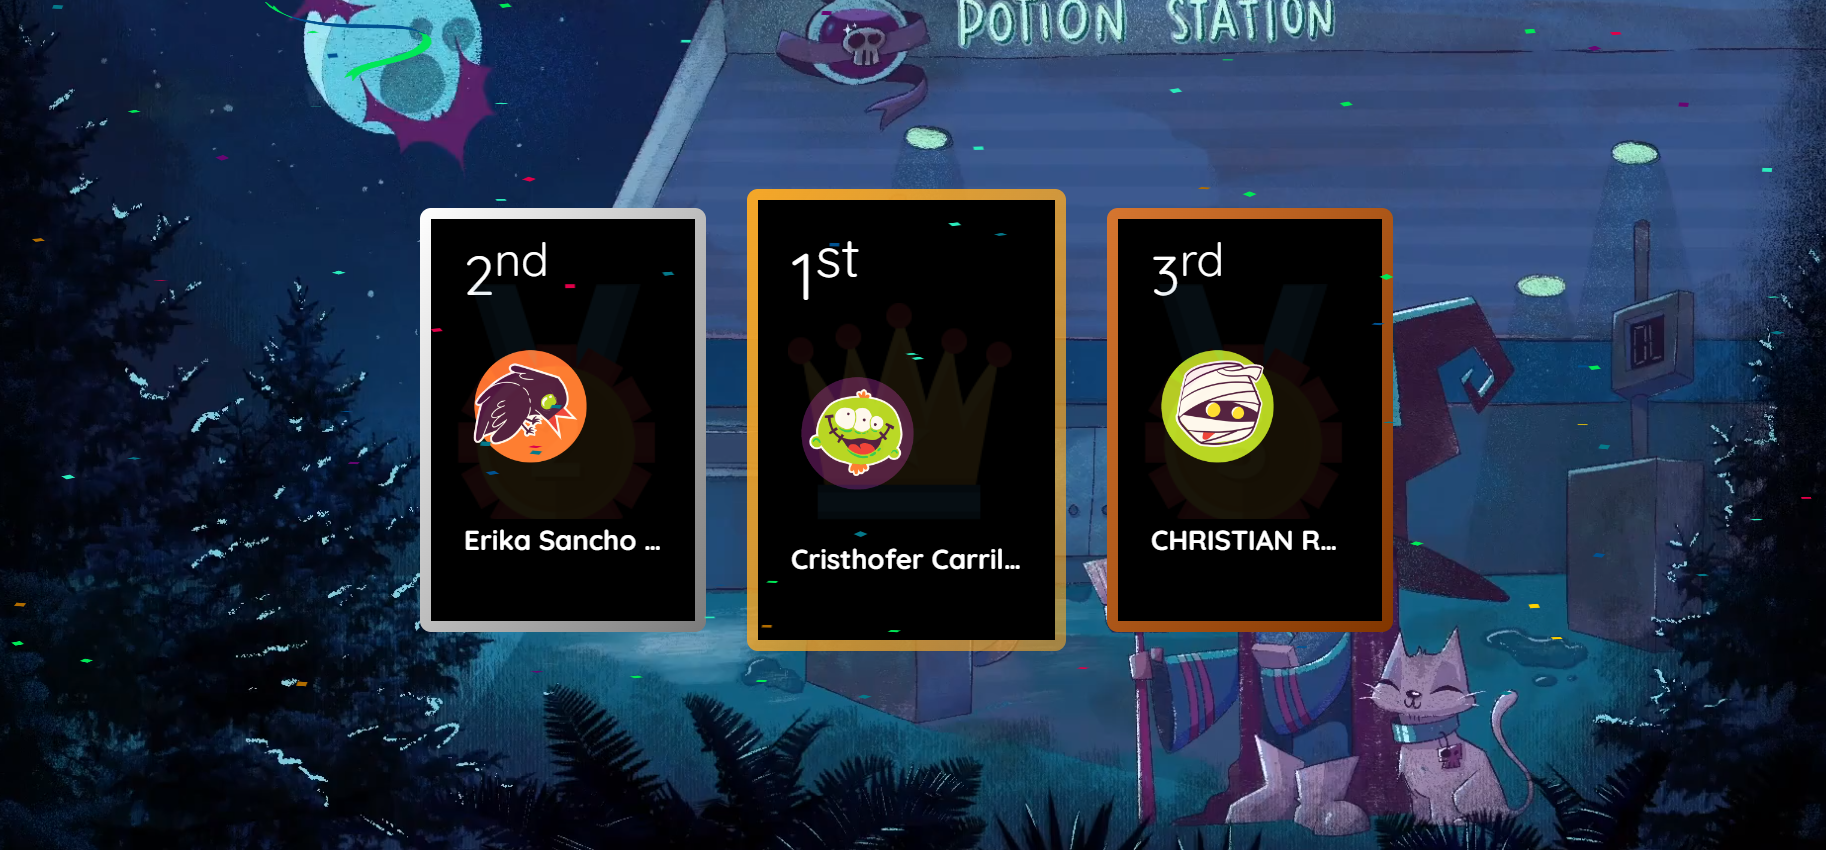 POTION STATION
2nd
1st
3rd
Erika Sancho ...
Cristhofer Carril...
CHRISTIAN R...